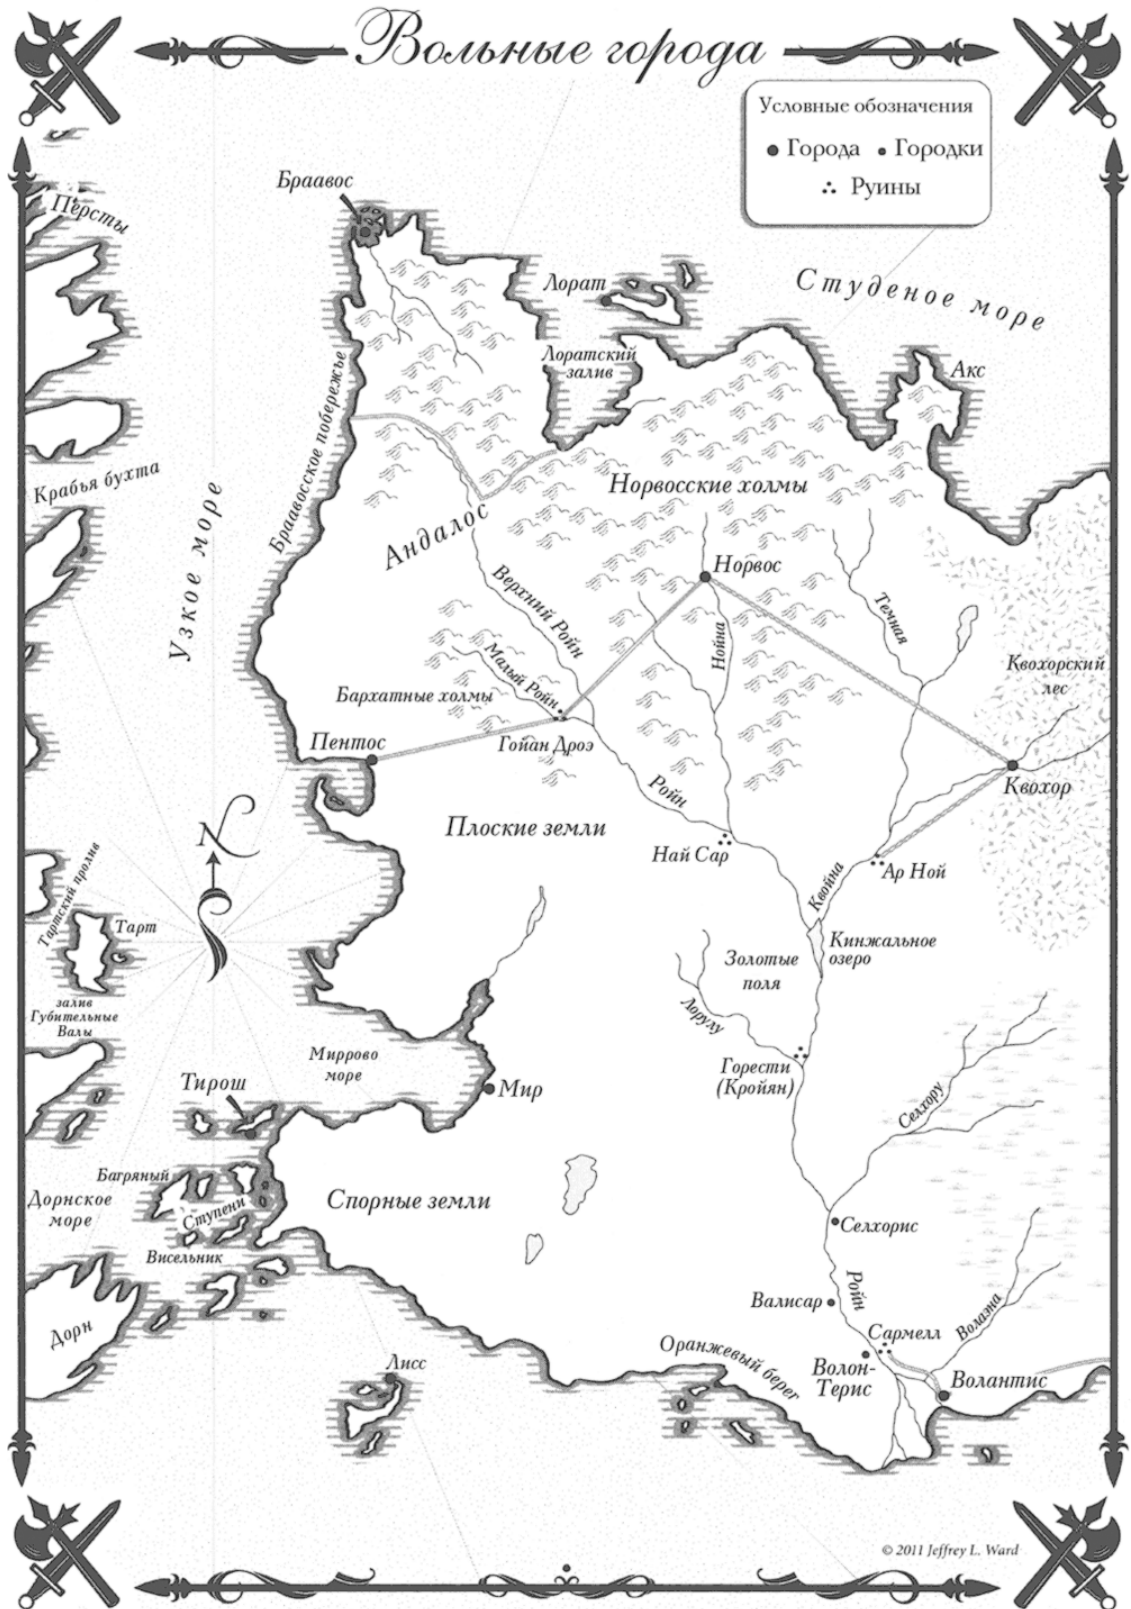 Вольные города
Условные обозначения
Города
Городки
Руины
Браавос
Персты
Лорат
Студеное море
Лоратский
залив
Акс
Браавосское побережье
Крабья бухта
Узкое море
Андалос
Норвосские холмы
Норвос
Верхний Ройн
Темная
Нойна
Малый Ройн
Квохорский
лес
Бархатные холмы
Пентос
Гойан Дроэ
Квохор
Ройн
Плоские земли
N
Най Сар
Ар Ной
Квойна
Тартский пролив
Тарт
Кинжальное
озеро
Золотые
поля
залив
Губительные
Валы
Лорулу
Миррово
море
Горести
(Кройян)
Тирош
Мир
Селхору
Багряный
Дорнское
море
Ступени
Спорные земли
Селхорис
Висельник
Ройн
Валисар
Волаэна
Дорн
Сармелл
Оранжевый берег
Лисс
Волон-
Терис
Волантис
© 2011 Jeffrey L. Ward